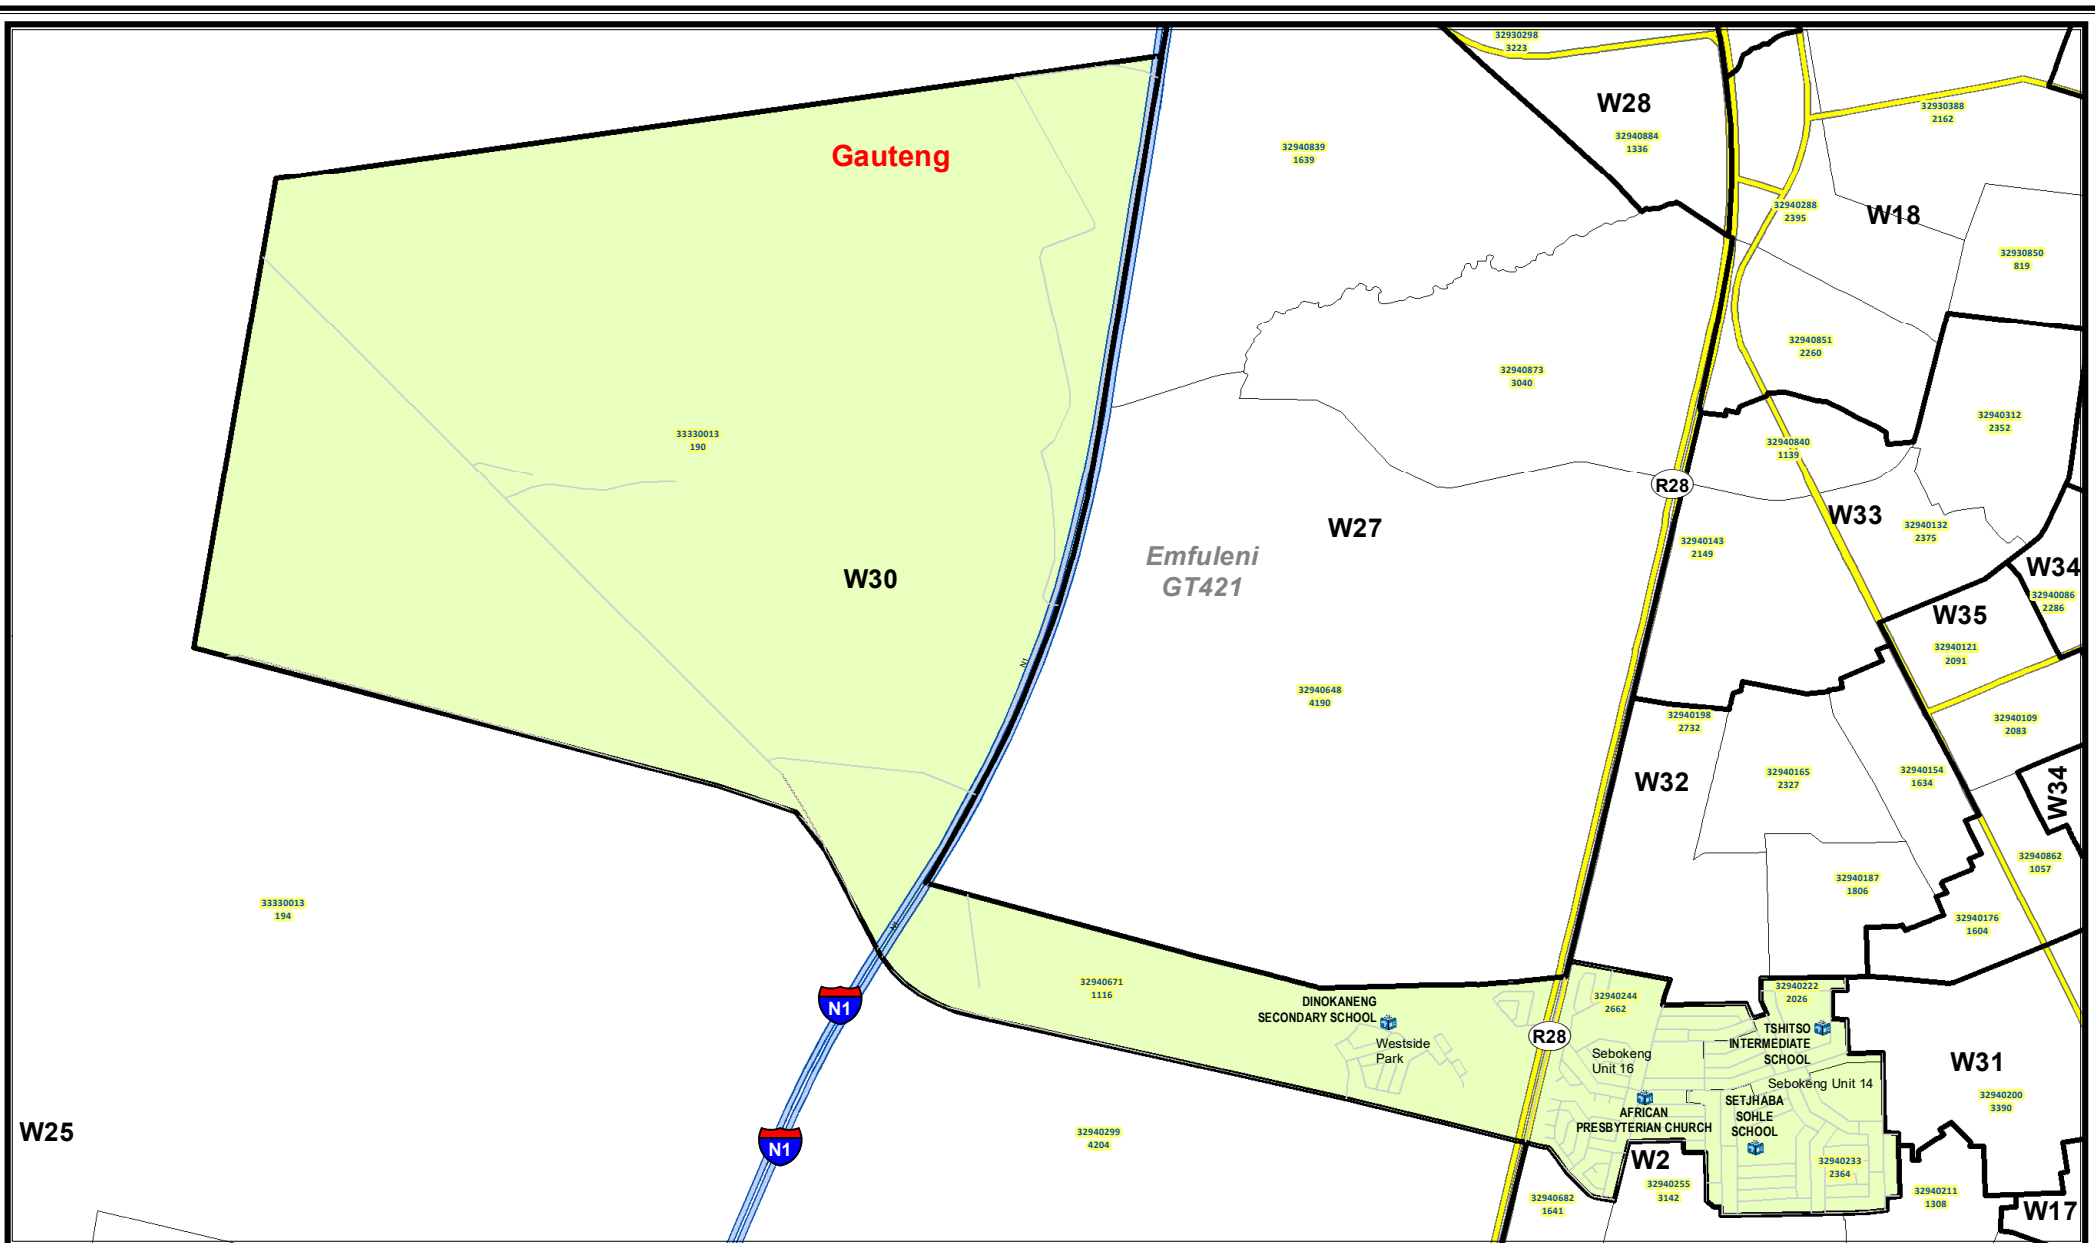 32930298
3223
W28
32940884
1336
32930388
2162
Gauteng
32940839
1639
32940288
2395
W18
32930850
819
32940851
2260
32940873
3040
32940312
2352
33330013
190
32940840
1139
R28
W33
32940132
2375
W27
32940143
2149
Emfuleni
GT421
W30
W34
32940086
2286
W35
32940121
2091
N1
32940648
4190
32940198
2732
32940109
2083
W32
32940165
2327
32940154
1634
W34
32940862
1057
32940187
1806
33330013
194
32940176
1604
N1
32940671
1116
DINOKANENG
SECONDARY SCHOOL
32940244
2662
32940222
2026
N1
R28
Westside
Park
TSHITSO
INTERMEDIATE
SCHOOL
Sebokeng
Unit 16
Sebokeng Unit 14
W31
32940200
3390
SETJHABA
SOHLE
SCHOOL
AFRICAN
PRESBYTERIAN CHURCH
W25
32940299
4204
N1
W2
32940255
3142
32940233
2364
32940682
1641
32940211
1308
W17